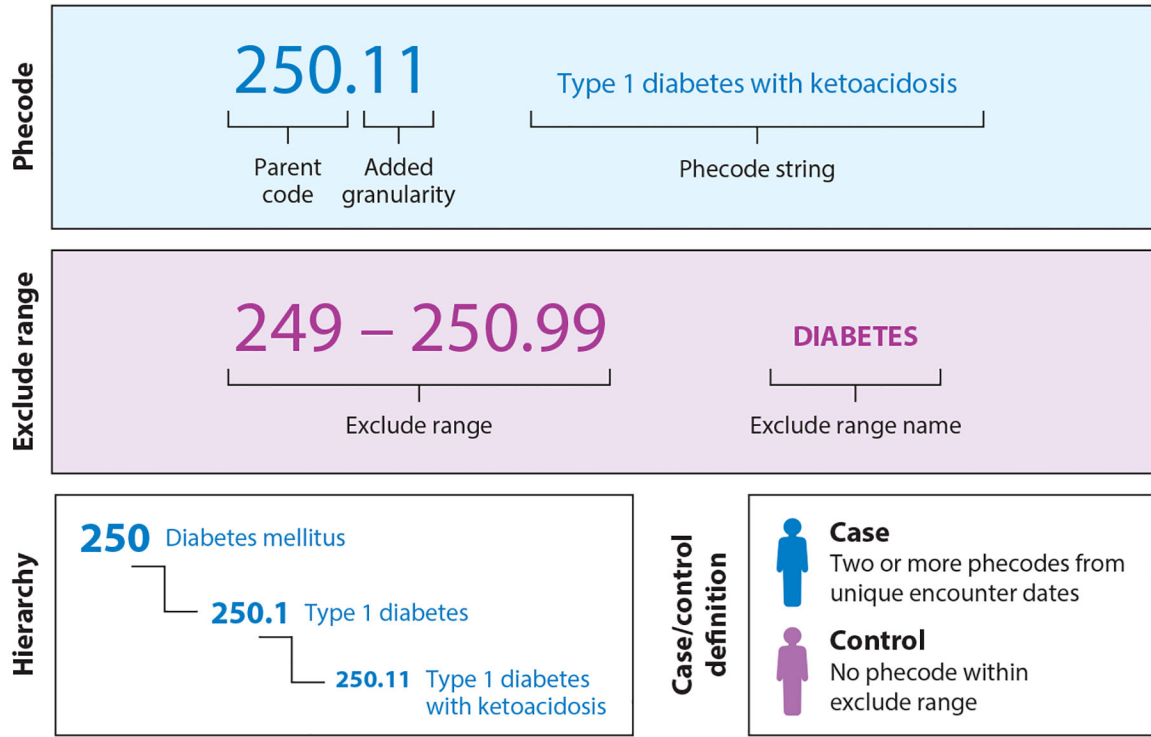 Phecode
250.11
Type 1 diabetes with ketoacidosis
Parent
code
Added
granularity
Phecode string
Exclude range
249 – 250.99
DIABETES
Exclude range
Exclude range name
Hierarchy
250 Diabetes mellitus
250.1 Type 1 diabetes
250.11 Type 1 diabetes
with ketoacidosis
Case/control
definition
Case
Two or more phecodes from
unique encounter dates
Control
No phecode within
exclude range